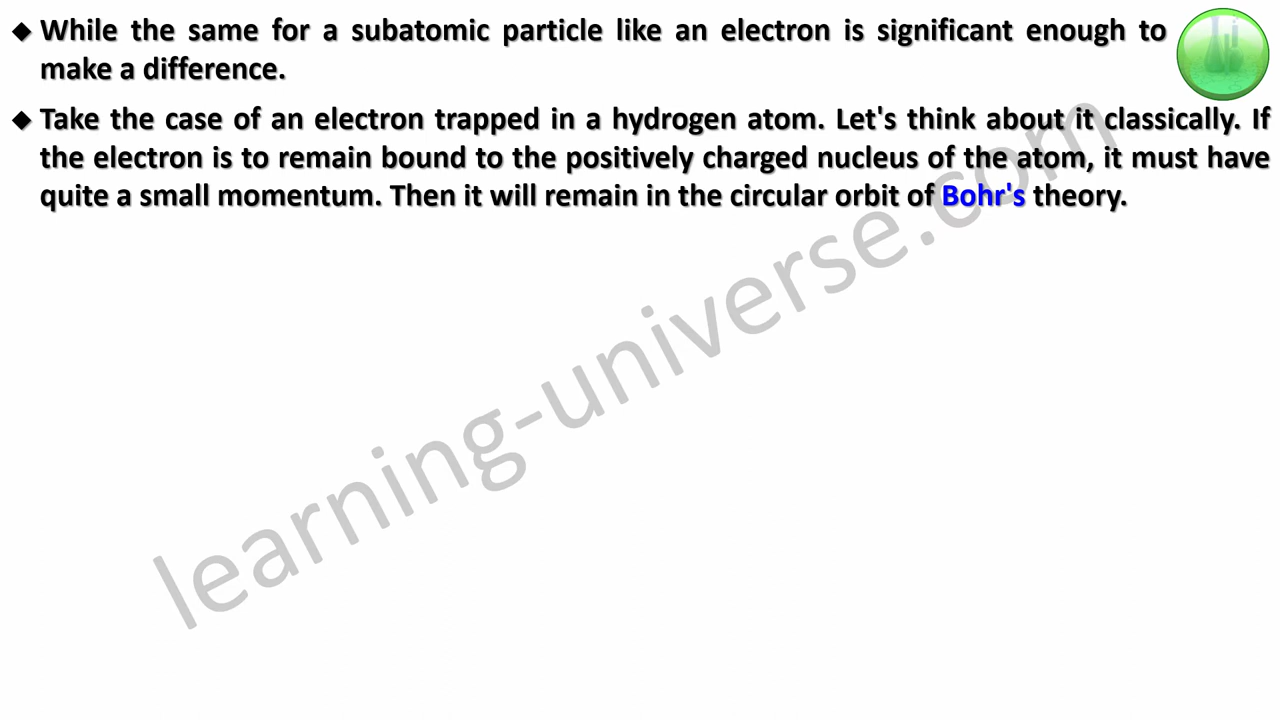 ◆ While the same for a subatomic particle like an electron is significant enough to
make a difference.
◆ Take the case of an electron trapped in a hydrogen atom. Let's think about it classically. If
the electron is to remain bound to the positively charged nucleus of the atom, it must have
quite a small momentum. Then it will remain in the circular orbit of Bohr's theory.
learning-universe.com